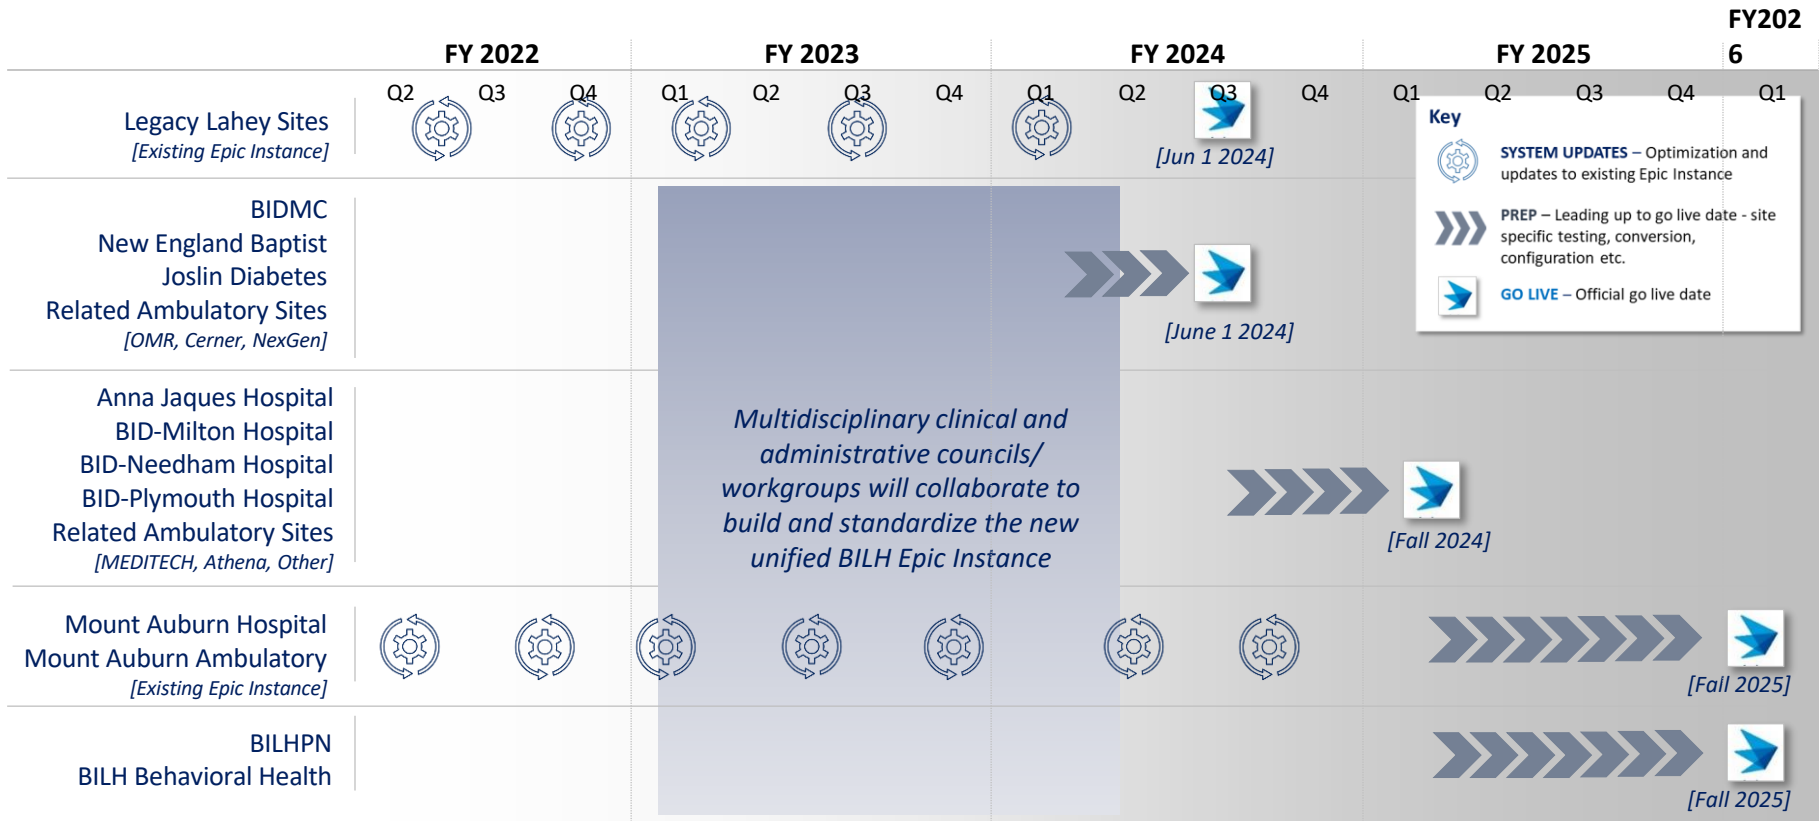 FY 2022
FY 2023
FY 2024
FY 2025
FY202
6
Q2
Q3
Q4
Q1
Q2
Q3
Q4
Q1
Q2
Q3
Q4
Q1
Q2
Q3
Q4
Q1
Legacy Lahey Sites
[Existing Epic Instance]
[Jun 1 2024]
Key
SYSTEM UPDATES – Optimization and
updates to existing Epic Instance
PREP – Leading up to go live date - site
specific testing, conversion,
configuration etc.
GO LIVE – Official go live date
BIDMC
New England Baptist
Joslin Diabetes
Related Ambulatory Sites
[OMR, Cerner, NexGen]
[June 1 2024]
Anna Jaques Hospital
BID-Milton Hospital
BID-Needham Hospital
BID-Plymouth Hospital
Related Ambulatory Sites
[MEDITECH, Athena, Other]
Multidisciplinary clinical and
administrative councils/
workgroups will collaborate to
build and standardize the new
unified BILH Epic Instance
[Fall 2024]
Mount Auburn Hospital
Mount Auburn Ambulatory
[Existing Epic Instance]
[Fall 2025]
BILHPN
BILH Behavioral Health
[Fall 2025]